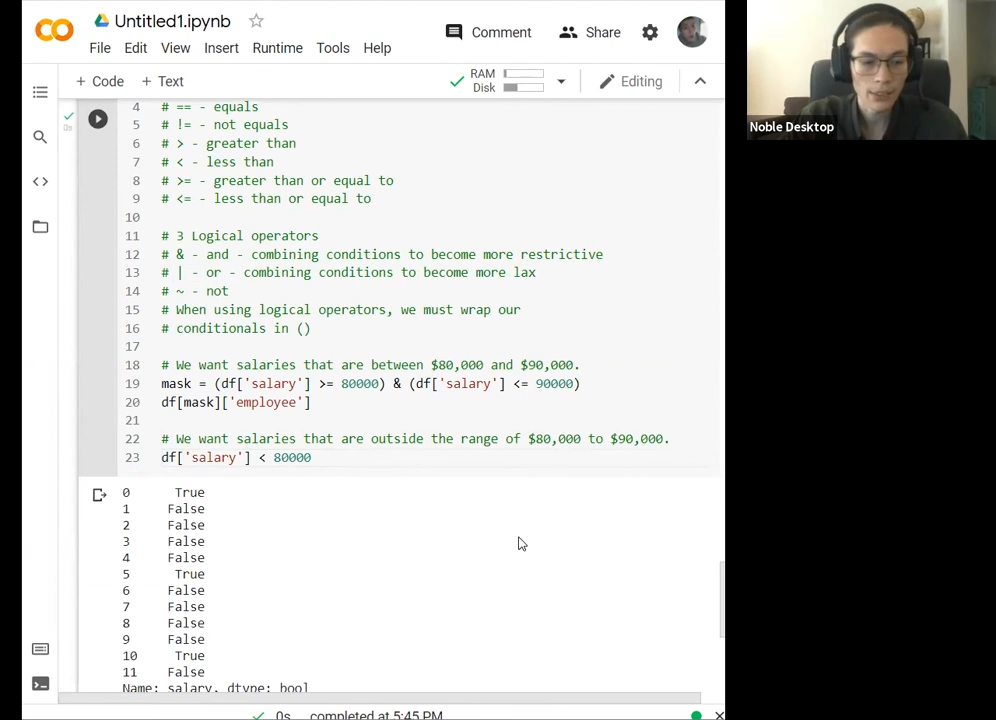 Untitled1.ipynb
Comment
Share
File Edit View Insert Runtime Tools Help
+ Code + Text
RAM
Disk
Editing
4 # == - equals
0s
5 # != - not equals
6 # > - greater than
7 # < - less than
8 # >= - greater than or equal to
9 # <= - less than or equal to
10
11 # 3 Logical operators
12 # & - and - combining conditions to become more restrictive
13 # | - or - combining conditions to become more lax
14 # ~ - not
15 # When using logical operators, we must wrap our
16 # conditionals in ()
17
18 # We want salaries that are between $80,000 and $90,000.
19 mask = (df['salary'] >= 80000) & (df['salary'] <= 90000)
20 df[mask]['employee']
21
22 # We want salaries that are outside the range of $80,000 to $90,000.
23 df['salary'] < 80000
0 True
1 False
2 False
3 False
4 False
5 True
6 False
7 False
8 False
9 False
10 True
11 False
Name: salary, dtype: bool
0s completed at 5:45 PM
Noble Desktop